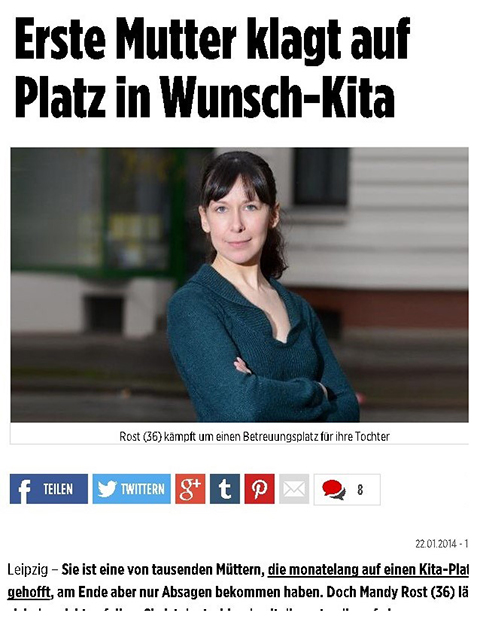 Erste Mutter klagt auf
Platz in Wunsch-Kita
Rost (36) kämpft um einen Betreuungsplatz für ihre Tochter
f TEILEN TWITTERN g+ t 8
22.01.2014 - 1
Leipzig – Sie ist eine von tausenden Müttern, die monatelang auf einen Kita-Plat
gehofft, am Ende aber nur Absagen bekommen haben. Doch Mandy Rost (36) lä